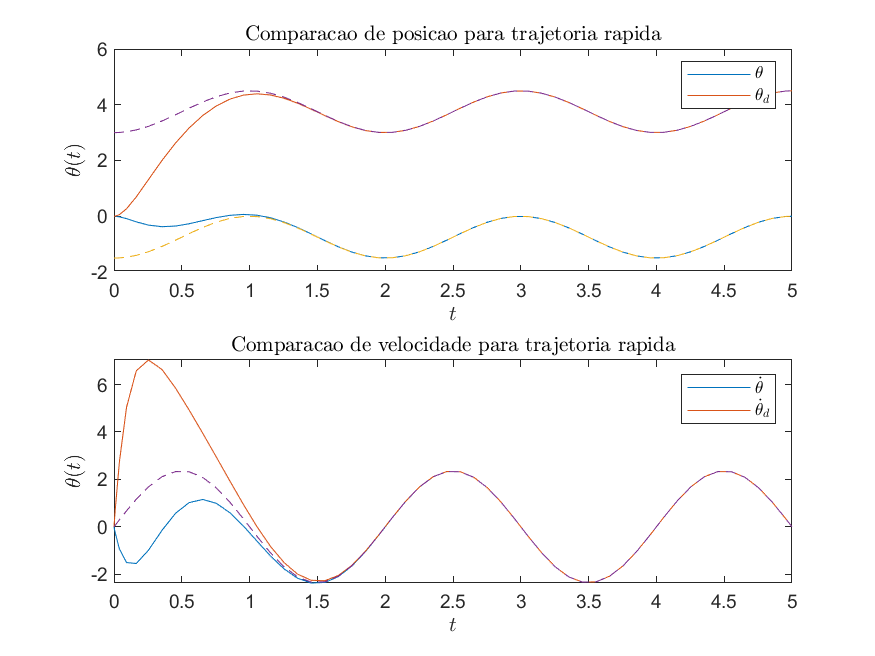 Comparacao de posicao para trajetoria rapida
6
4
2
0
-2
θ(t)
θ
θ_d
0 0.5 1 1.5 2 2.5 3 3.5 4 4.5 5
t
Comparacao de velocidade para trajetoria rapida
6
4
2
0
-2
θ(t)
θ̇
θ̇_d
0 0.5 1 1.5 2 2.5 3 3.5 4 4.5 5
t